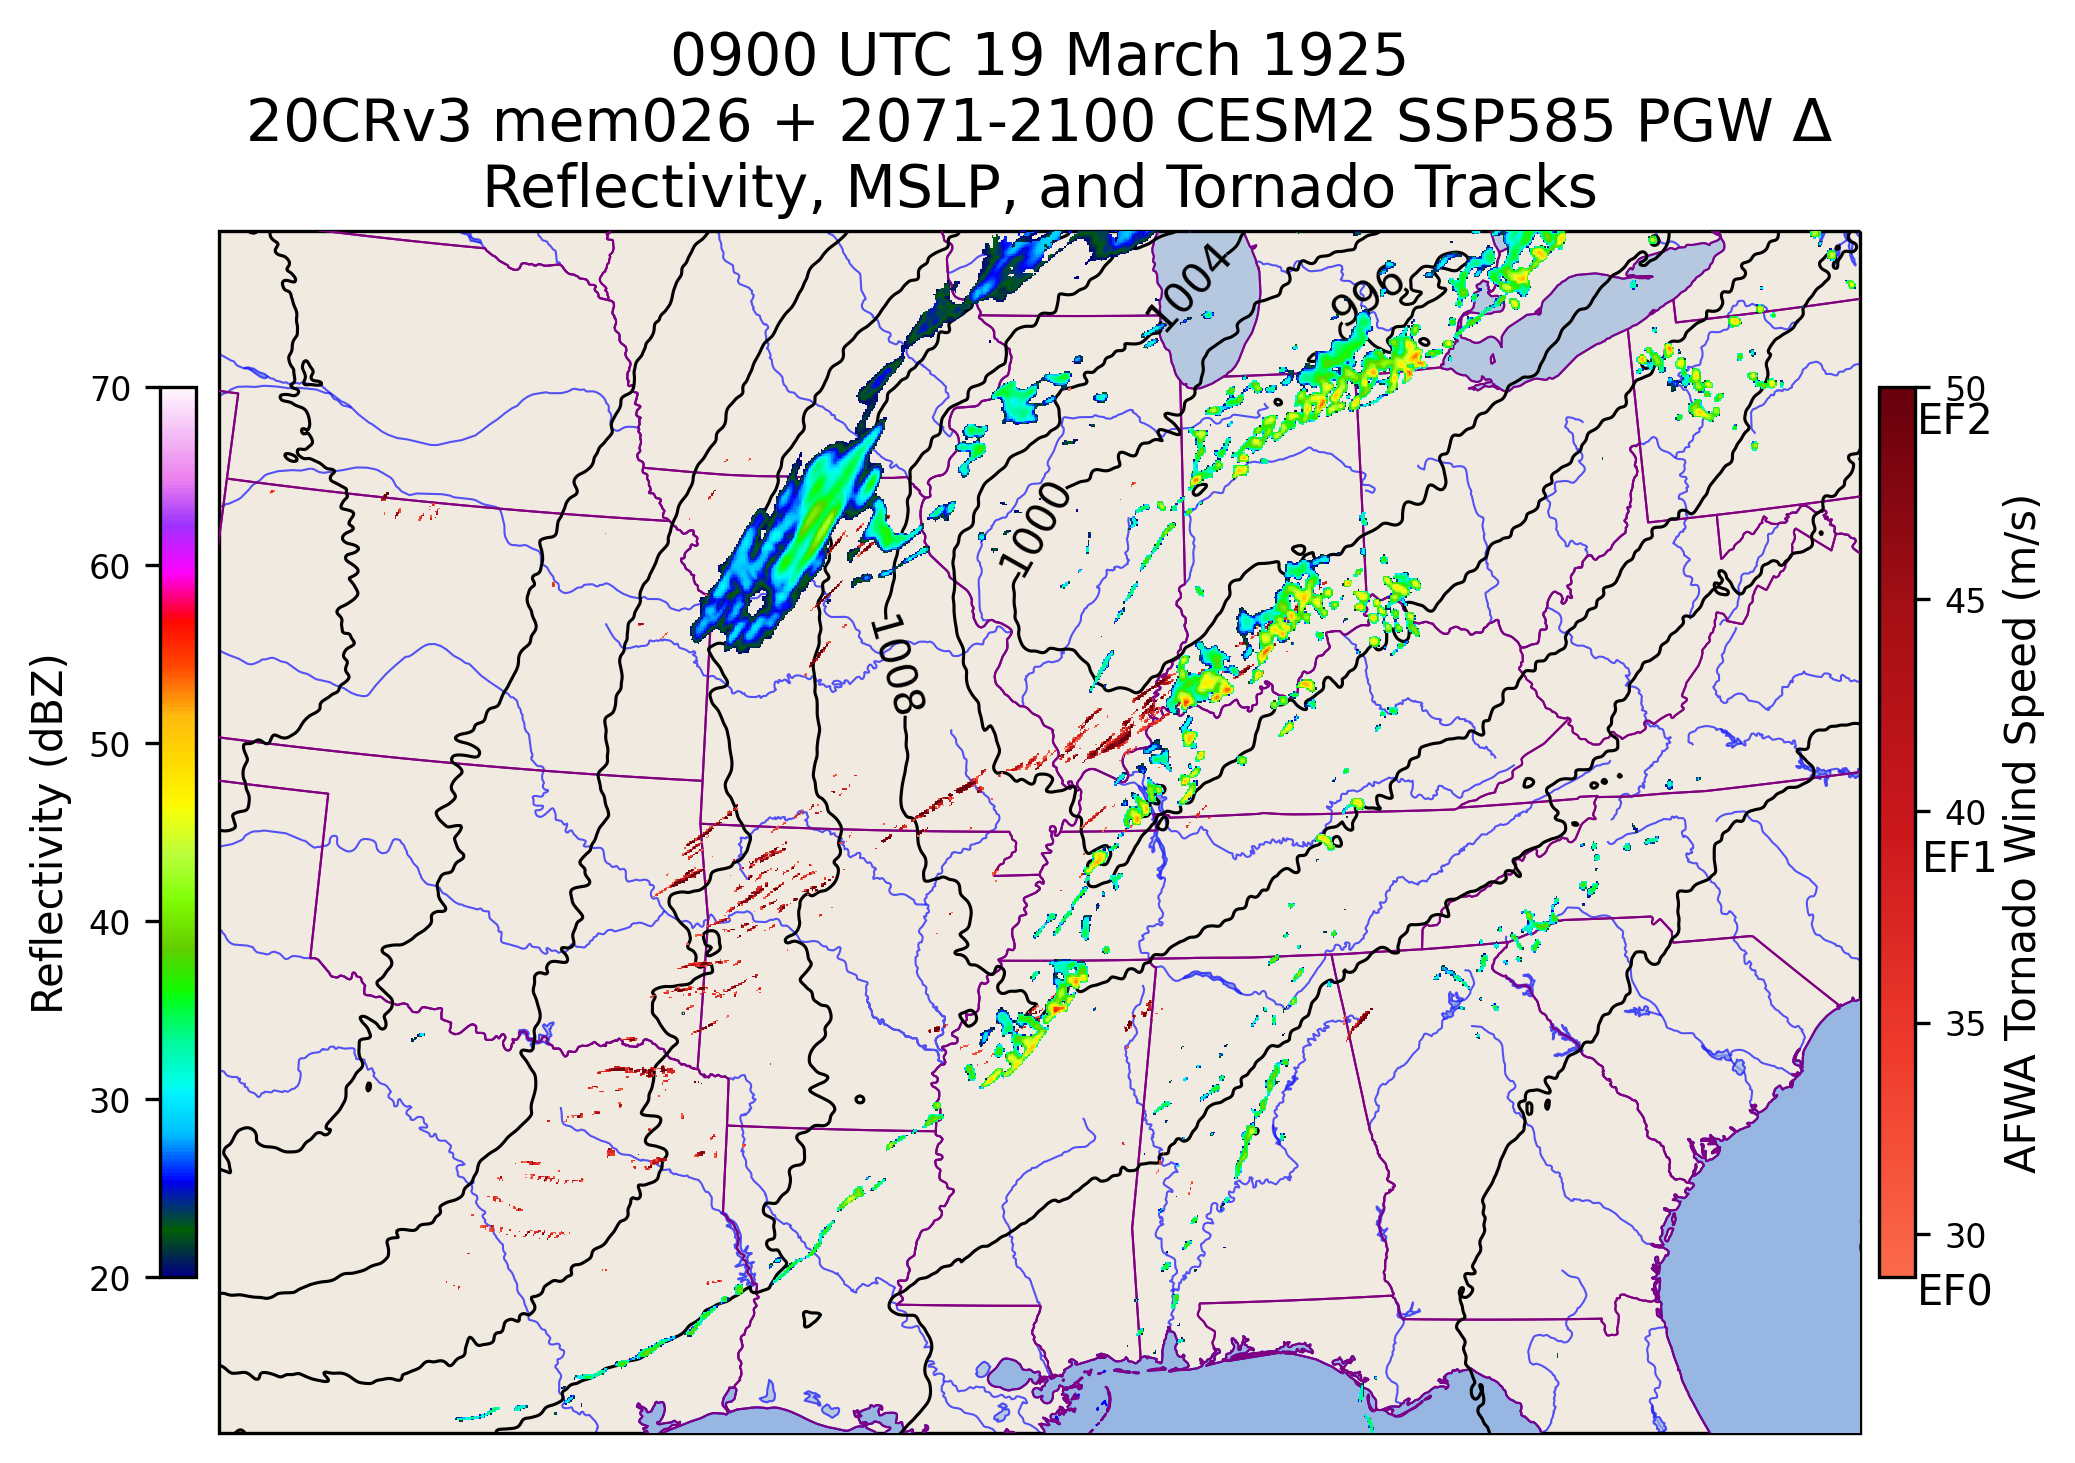 0900 UTC 19 March 1925
20CRv3 mem026 + 2071-2100 CESM2 SSP585 PGW Δ
Reflectivity, MSLP, and Tornado Tracks
Reflectivity (dBZ)
70
60
50
40
30
20
1004
996
1000
1008
50
EF2
45
40
EF1
35
30
EF0
AFWA Tornado Wind Speed (m/s)